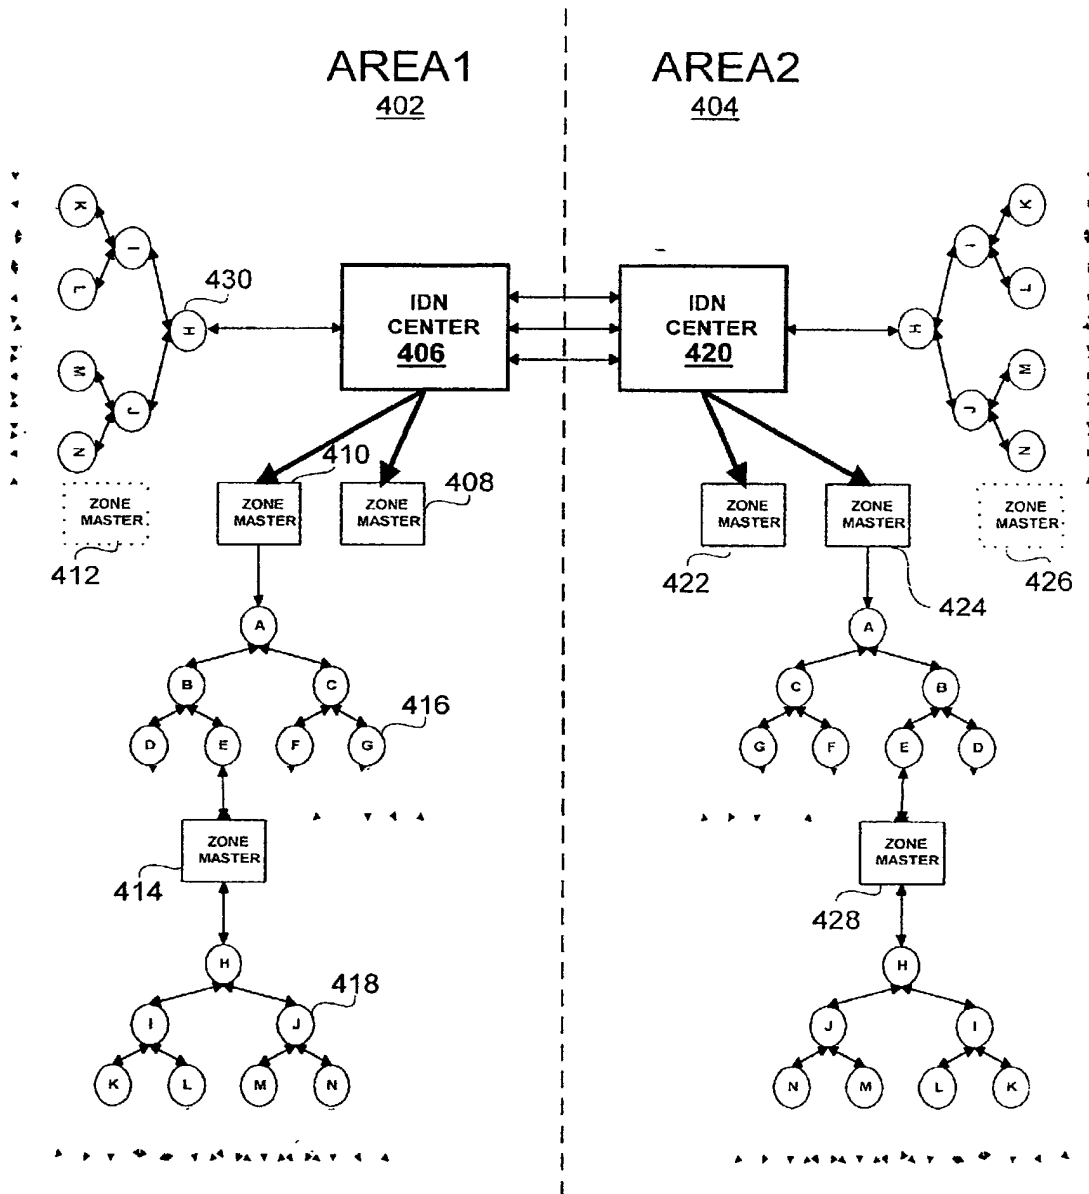 AREA1
402
AREA2
404
K
I
L
430
H
M
J
N
IDN
CENTER
406
IDN
CENTER
420
K
I
L
H
M
J
N
410
408
ZONE
MASTER
412
ZONE
MASTER
ZONE
MASTER
ZONE
MASTER
422
ZONE
MASTER
424
ZONE
MASTER
426
A
B
C
D
E
F
G
416
A
C
B
G
F
E
D
ZONE
MASTER
414
ZONE
MASTER
428
H
418
I
J
K
L
M
N
H
J
I
N
M
L
K